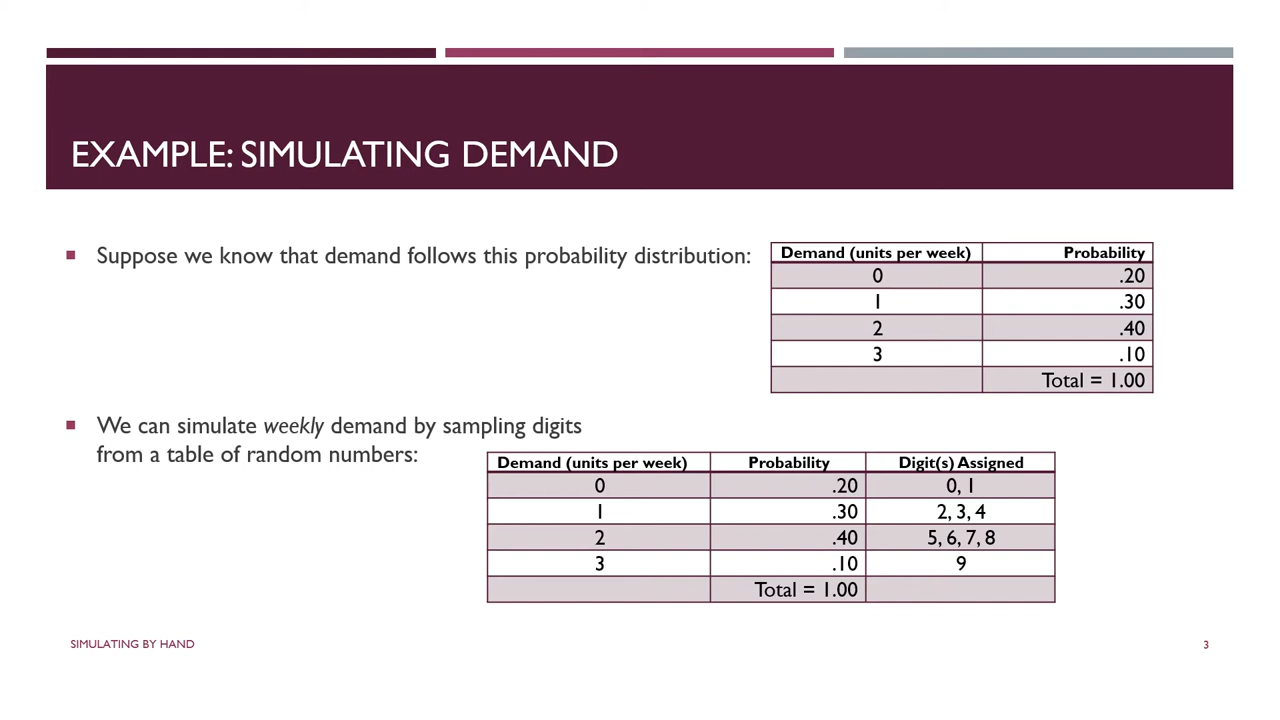 EXAMPLE: SIMULATING DEMAND
Suppose we know that demand follows this probability distribution:
Demand (units per week) Probability
0 .20
1 .30
2 .40
3 .10
Total = 1.00
We can simulate weekly demand by sampling digits
from a table of random numbers:
Demand (units per week) Probability Digit(s) Assigned
0 .20 0, 1
1 .30 2, 3, 4
2 .40 5, 6, 7, 8
3 .10 9
Total = 1.00
SIMULATING BY HAND
3